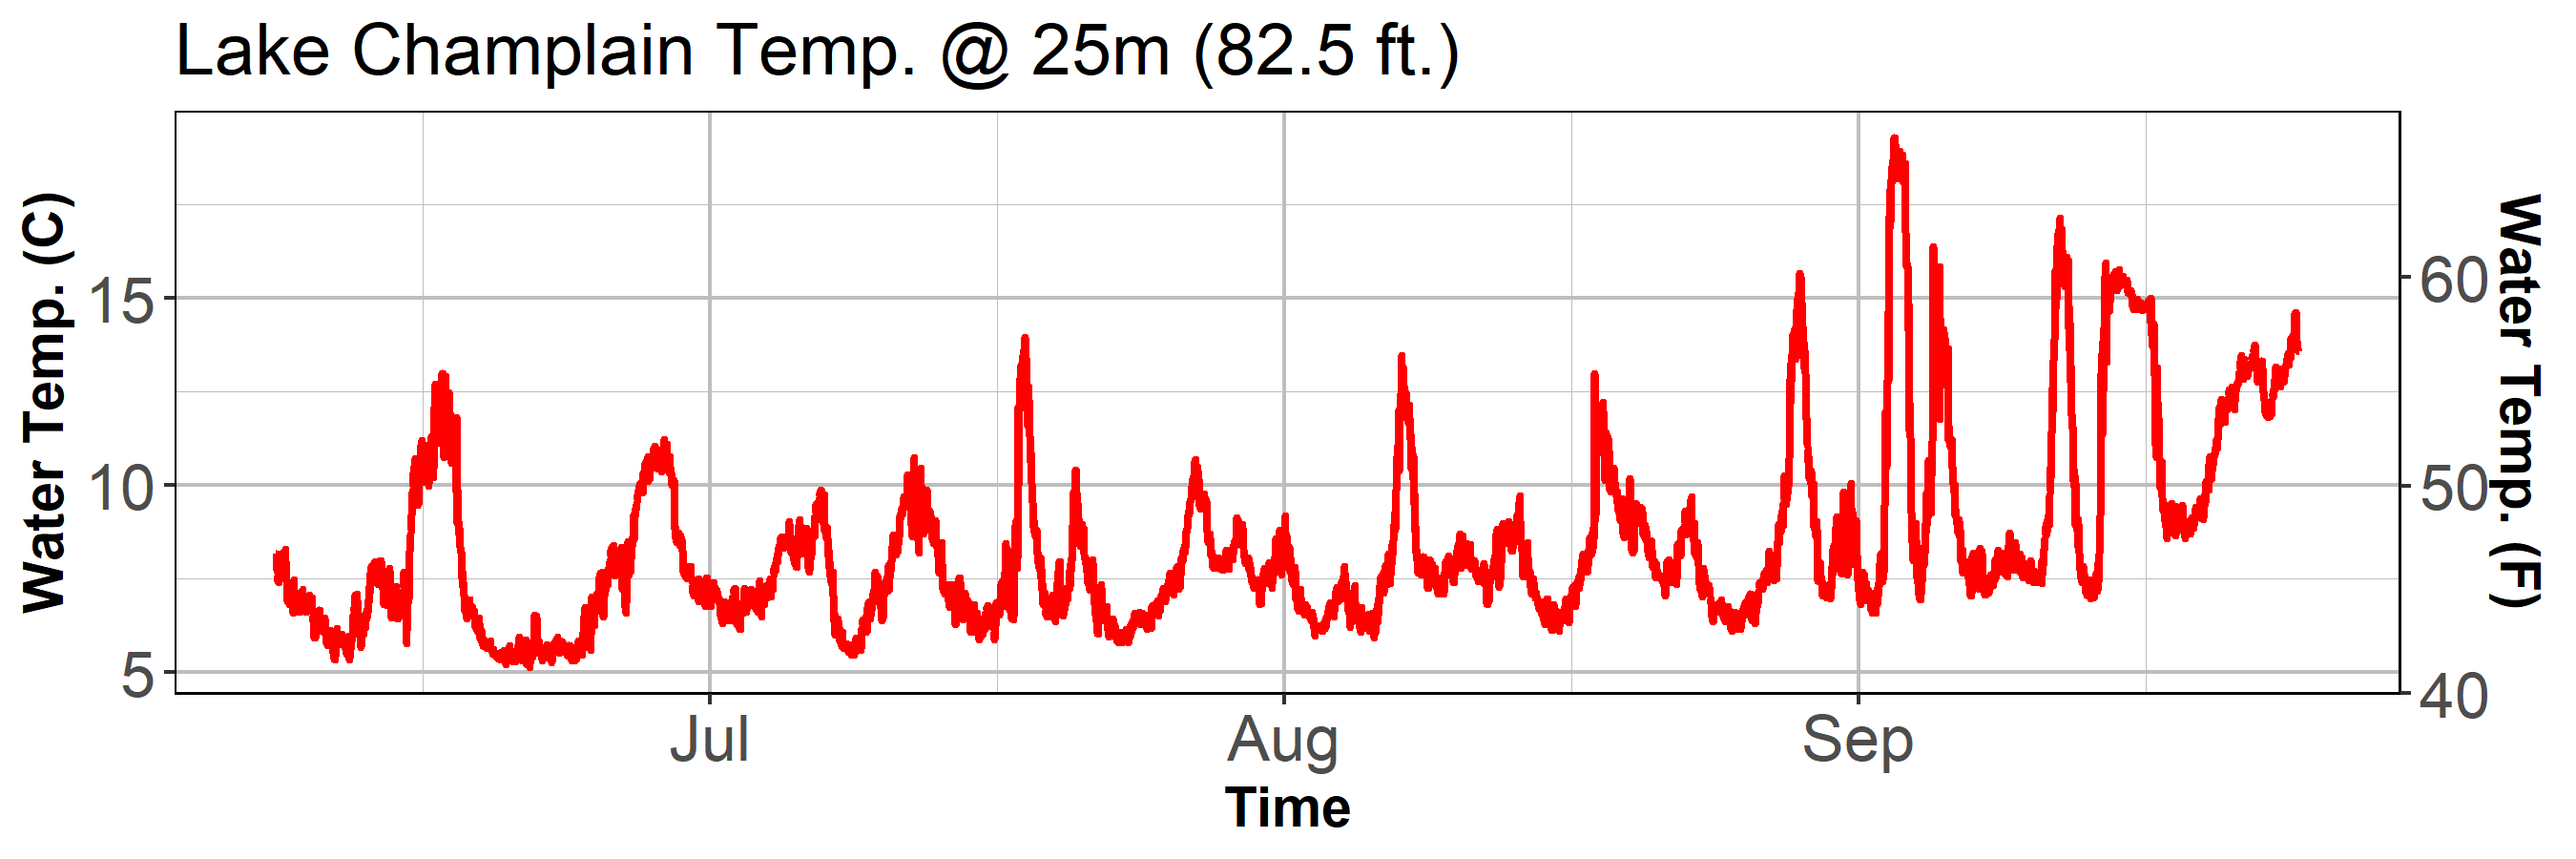 Lake Champlain Temp. @ 25m (82.5 ft.)
Water Temp. (C)
15
10
5
60
50
40
Water Temp. (F)
Jul Aug Sep
Time